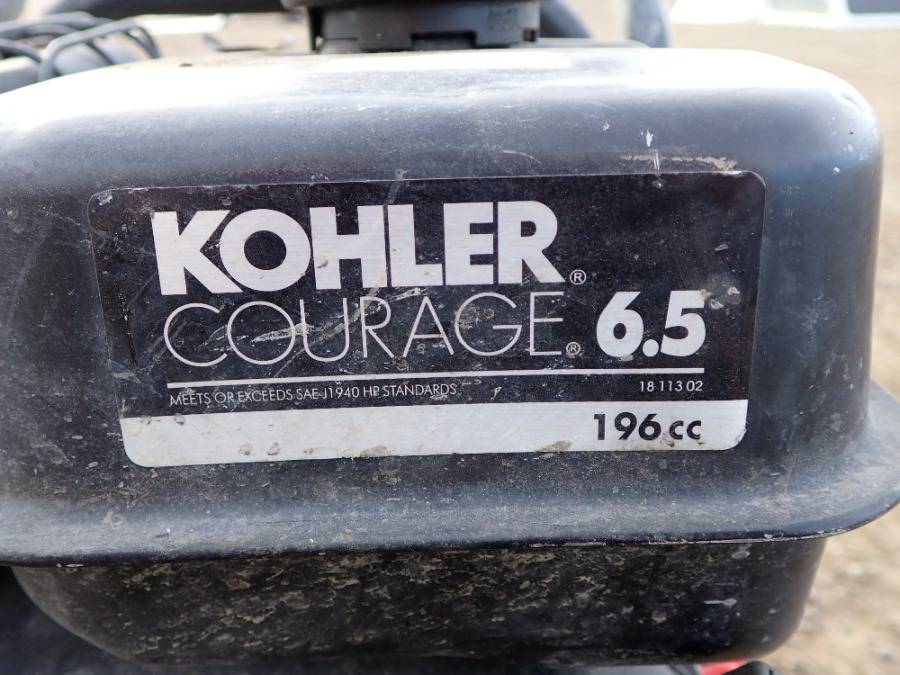 KOHLER®
COURAGE® 6.5
MEETS OR EXCEEDS SAE J1940 HP STANDARDS 18 113 02
196cc